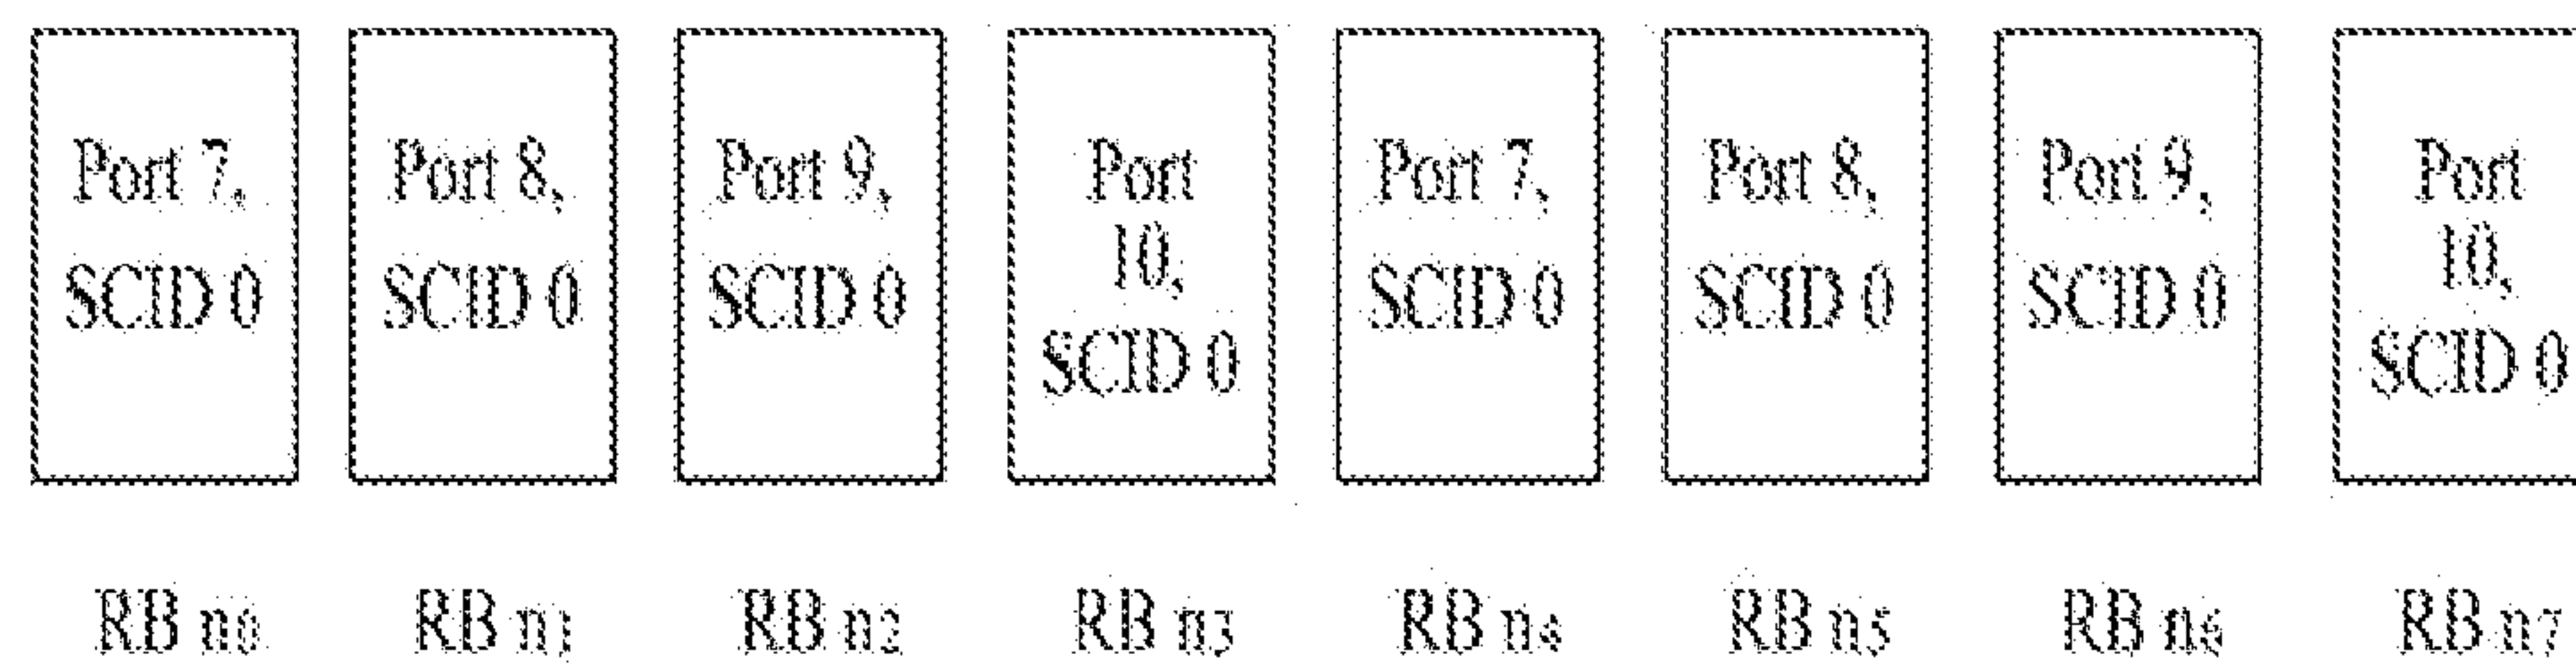 Port 7,
SCID 0
Port 8,
SCID 0
Port 9,
SCID 0
Port
10,
SCID 0
Port 7,
SCID 0
Port 8,
SCID 0
Port 9,
SCID 0
Port
10,
SCID 0
RB n₀ RB n₁ RB n₂ RB n₃ RB n₄ RB n₅ RB n₆ RB n₇